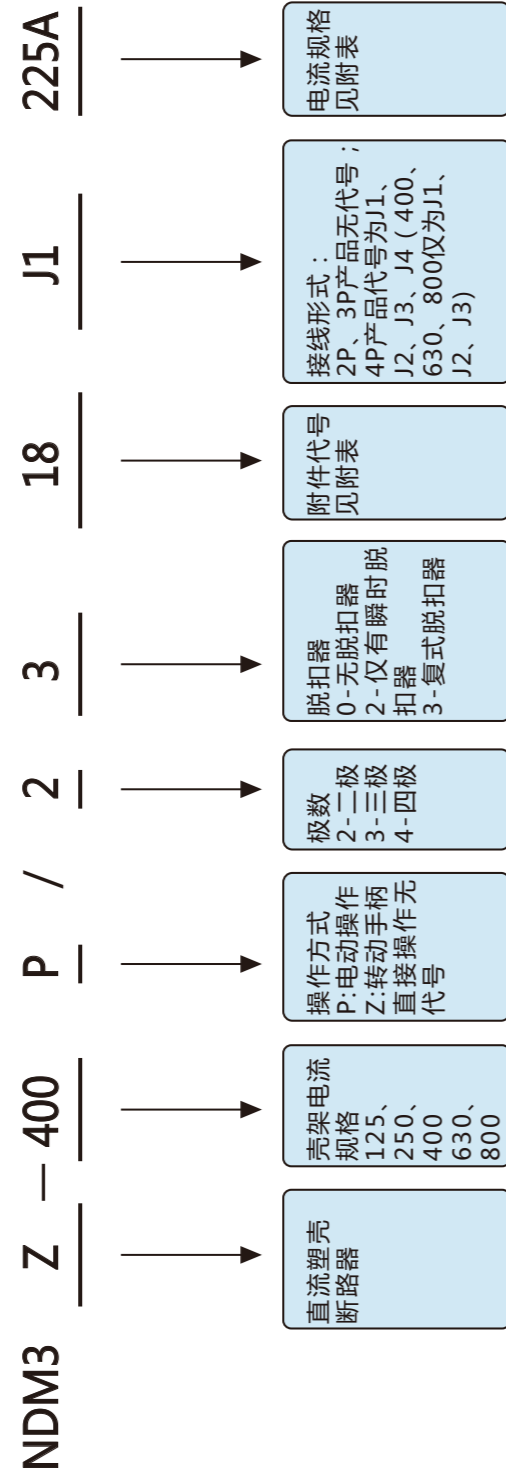 NDM3 Z — 400 P / 2 3 18 J1 225A
直流塑壳
断路器
壳架电流
规格
125、
250、
400
630、
800
操作方式
P:电动操作
Z:转动手柄
直接操作无
代号
极数
2-二极
3-三极
4-四极
脱扣器
0-无脱扣器
2-仅有瞬时脱
扣器
3-复式脱扣器
附件代号
见附表
接线形式：
2P、3P产品无代号；
4P产品代号为J1、
J2、J3、J4（400、
630、800仅为J1、
J2、J3)
电流规格
见附表